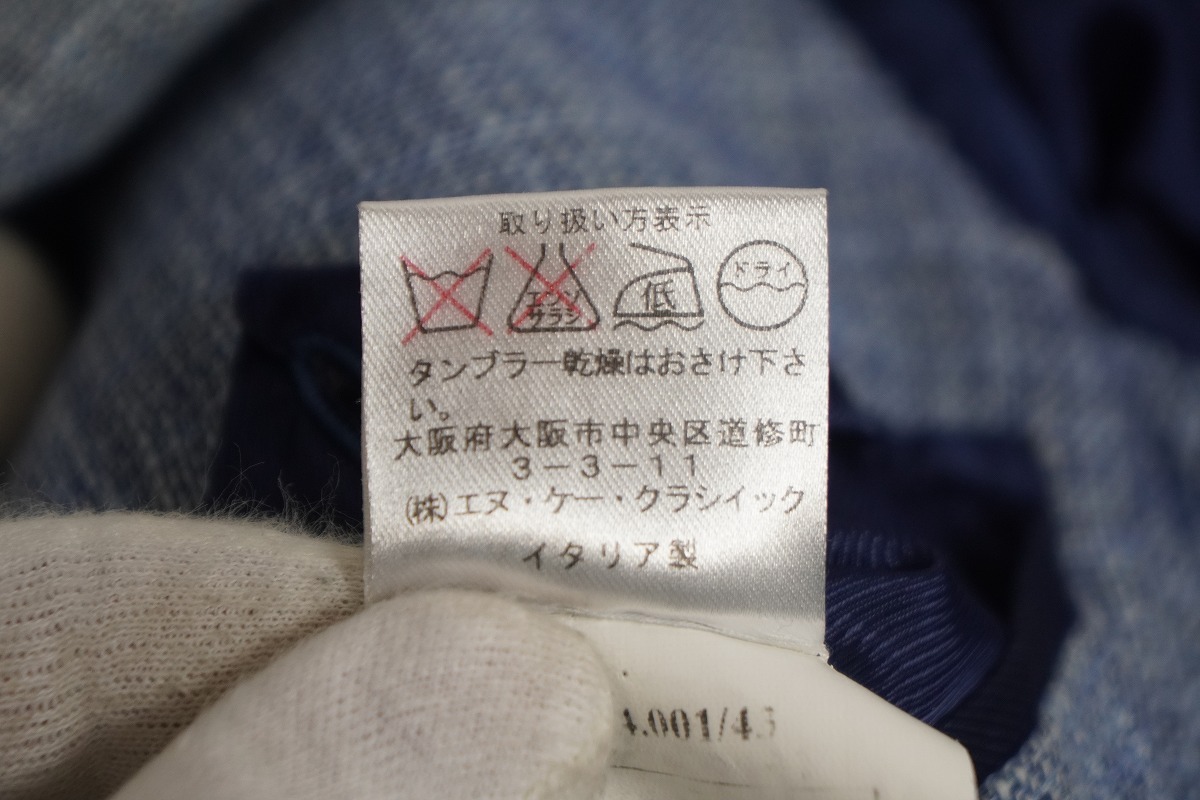 取り扱い方表示
エンソ
サラシ
低
ドライ
タンブラー乾燥はおさけ下さ
い。
大阪府大阪市中央区道修町
3-3-11
(株)エヌ・ケー・クラシイック
イタリア製
.001/43